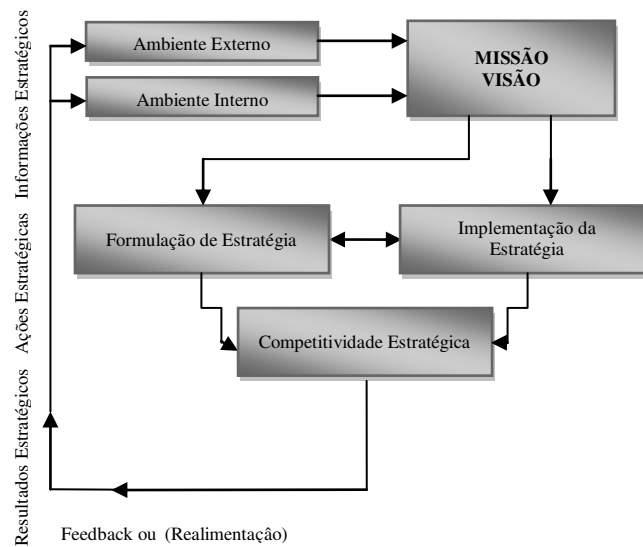 Informações Estratégicos
Ações Estratégicas
Resultados Estratégicos
Ambiente Externo
Ambiente Interno
MISSÃO
VISÃO
Formulação de Estratégia
Implementação da
Estratégia
Competitividade Estratégica
Feedback ou (Realimentaçâo)